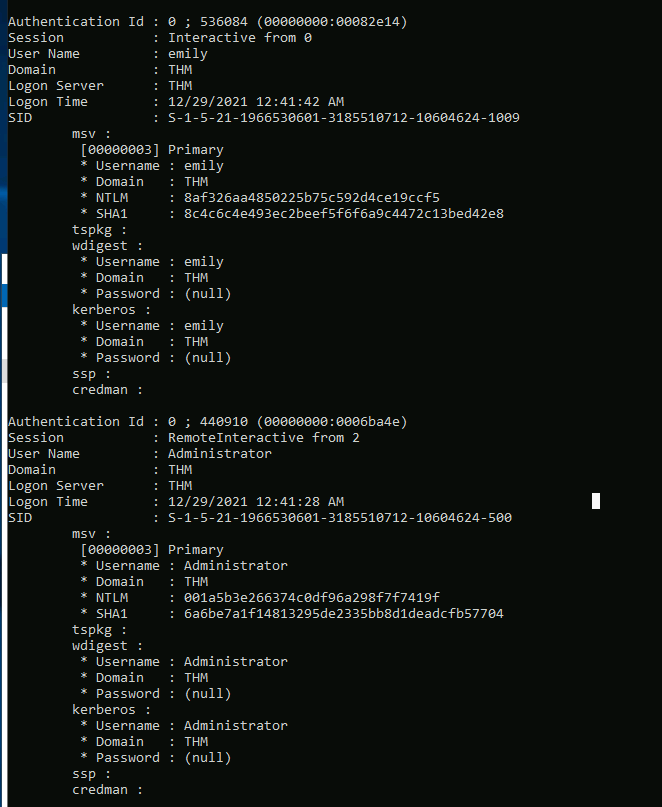 Authentication Id : 0 ; 536084 (00000000:00082e14)
Session           : Interactive from 0
User Name         : emily
Domain            : THM
Logon Server      : THM
Logon Time        : 12/29/2021 12:41:42 AM
SID               : S-1-5-21-1966530601-3185510712-10604624-1009
        msv :
         [00000003] Primary
         * Username : emily
         * Domain   : THM
         * NTLM     : 8af326aa4850225b75c592d4ce19ccf5
         * SHA1     : 8c4c6c4e493ec2beef5f6f6a9c4472c13bed42e8
        tspkg :
        wdigest :
         * Username : emily
         * Domain   : THM
         * Password : (null)
        kerberos :
         * Username : emily
         * Domain   : THM
         * Password : (null)
        ssp :
        credman :

Authentication Id : 0 ; 440910 (00000000:0006ba4e)
Session           : RemoteInteractive from 2
User Name         : Administrator
Domain            : THM
Logon Server      : THM
Logon Time        : 12/29/2021 12:41:28 AM
SID               : S-1-5-21-1966530601-3185510712-10604624-500
        msv :
         [00000003] Primary
         * Username : Administrator
         * Domain   : THM
         * NTLM     : 001a5b3e266374c0df96a298f7f7419f
         * SHA1     : 6a6be7a1f14813295de2335bb8d1deadcfb57704
        tspkg :
        wdigest :
         * Username : Administrator
         * Domain   : THM
         * Password : (null)
        kerberos :
         * Username : Administrator
         * Domain   : THM
         * Password : (null)
        ssp :
        credman :